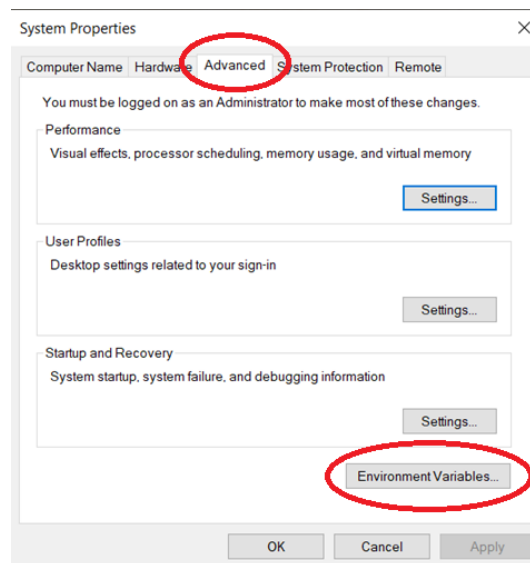 System Properties
Computer Name Hardware Advanced System Protection Remote
You must be logged on as an Administrator to make most of these changes.
Performance
Visual effects, processor scheduling, memory usage, and virtual memory
Settings...
User Profiles
Desktop settings related to your sign-in
Settings...
Startup and Recovery
System startup, system failure, and debugging information
Settings...
Environment Variables...
OK Cancel Apply